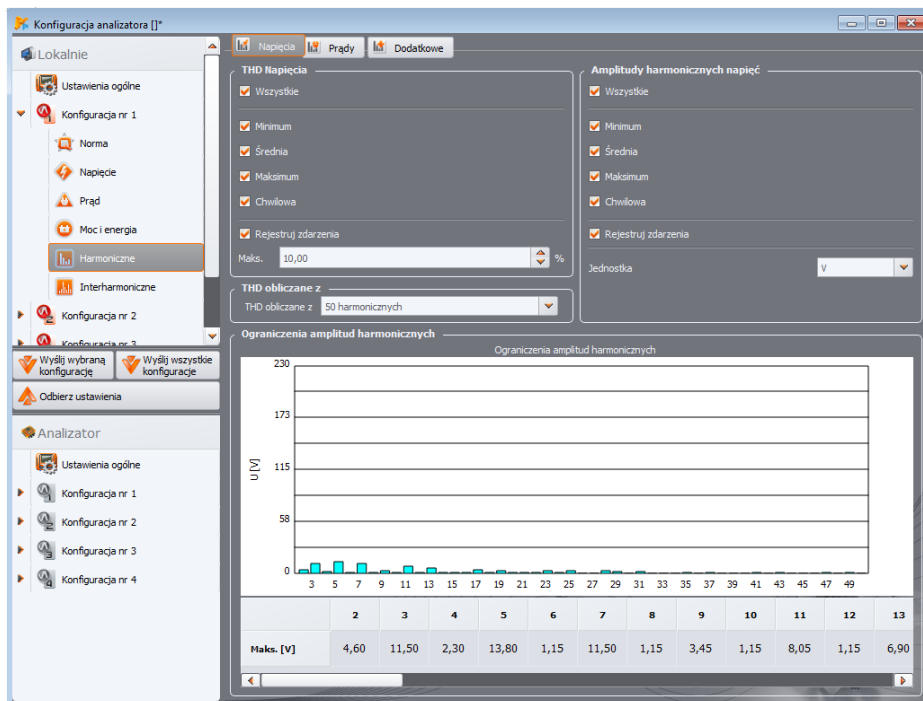 Konfiguracja analizatora []*
Lokalnie
Ustawienia ogólne
Konfiguracja nr 1
Norma
Napięcie
Prąd
Moc i energia
Harmoniczne
Interharmoniczne
Konfiguracja nr 2
Konfiguracja nr 3
Wyślij wybraną konfigurację
Wyślij wszystkie konfiguracje
Odbierz ustawienia
Analizator
Ustawienia ogólne
Konfiguracja nr 1
Konfiguracja nr 2
Konfiguracja nr 3
Konfiguracja nr 4
Napięcia Prądy Dodatkowe
THD Napięcia
Wszystkie
Minimum
Średnia
Maksimum
Chwilowa
Rejestruj zdarzenia
Maks. 10,00 %
THD obliczane z
THD obliczane z 50 harmonicznych
Amplitudy harmonicznych napięć
Wszystkie
Minimum
Średnia
Maksimum
Chwilowa
Rejestruj zdarzenia
Jednostka V
Ograniczenia amplitud harmonicznych
Ograniczenia amplitud harmonicznych
230
173
115
58
0
U [V]
3 5 7 9 11 13 15 17 19 21 23 25 27 29 31 33 35 37 39 41 43 45 47 49
2 3 4 5 6 7 8 9 10 11 12 13
Maks. [V] 4,60 11,50 2,30 13,80 1,15 11,50 1,15 3,45 1,15 8,05 1,15 6,90